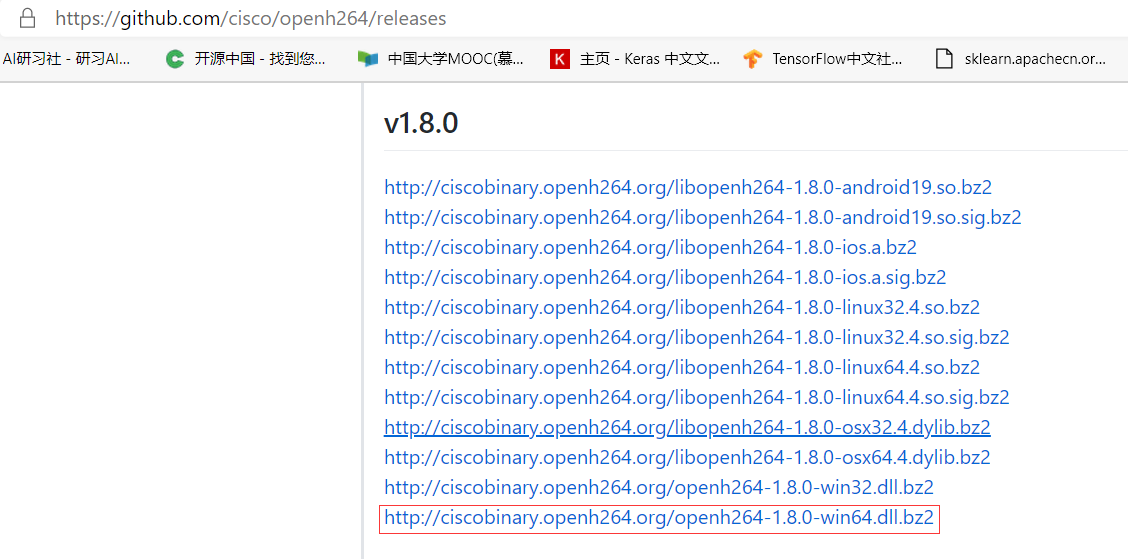 https://github.com/cisco/openh264/releases
AI研习社 - 研习AI... 开源中国 - 找到您... 中国大学MOOC(慕... K 主页 - Keras 中文文... TensorFlow中文社... sklearn.apachecn.or...
v1.8.0
http://ciscobinary.openh264.org/libopenh264-1.8.0-android19.so.bz2
http://ciscobinary.openh264.org/libopenh264-1.8.0-android19.so.sig.bz2
http://ciscobinary.openh264.org/libopenh264-1.8.0-ios.a.bz2
http://ciscobinary.openh264.org/libopenh264-1.8.0-ios.a.sig.bz2
http://ciscobinary.openh264.org/libopenh264-1.8.0-linux32.4.so.bz2
http://ciscobinary.openh264.org/libopenh264-1.8.0-linux32.4.so.sig.bz2
http://ciscobinary.openh264.org/libopenh264-1.8.0-linux64.4.so.bz2
http://ciscobinary.openh264.org/libopenh264-1.8.0-linux64.4.so.sig.bz2
http://ciscobinary.openh264.org/libopenh264-1.8.0-osx32.4.dylib.bz2
http://ciscobinary.openh264.org/libopenh264-1.8.0-osx64.4.dylib.bz2
http://ciscobinary.openh264.org/openh264-1.8.0-win32.dll.bz2
http://ciscobinary.openh264.org/openh264-1.8.0-win64.dll.bz2